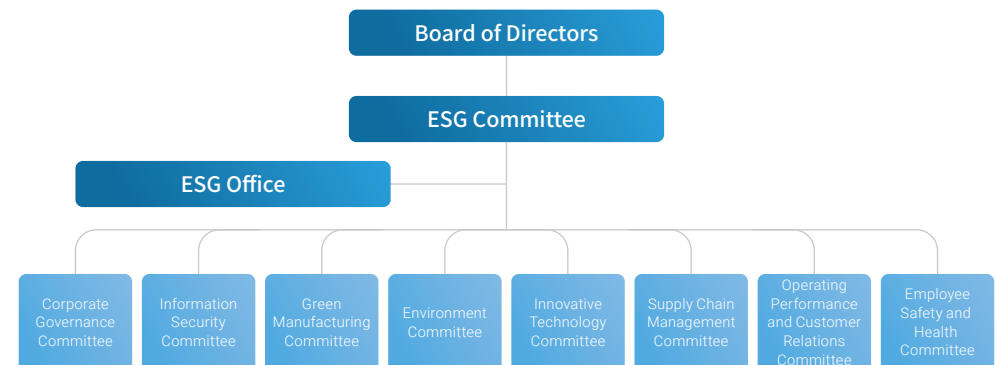 Board of Directors
ESG Committee
ESG Office
Corporate
Governance
Committee
Information
Security
Committee
Green
Manufacturing
Committee
Environment
Committee
Innovative
Technology
Committee
Supply Chain
Management
Committee
Operating
Performance
and Customer
Relations
Committee
Employee
Safety and
Health
Committee